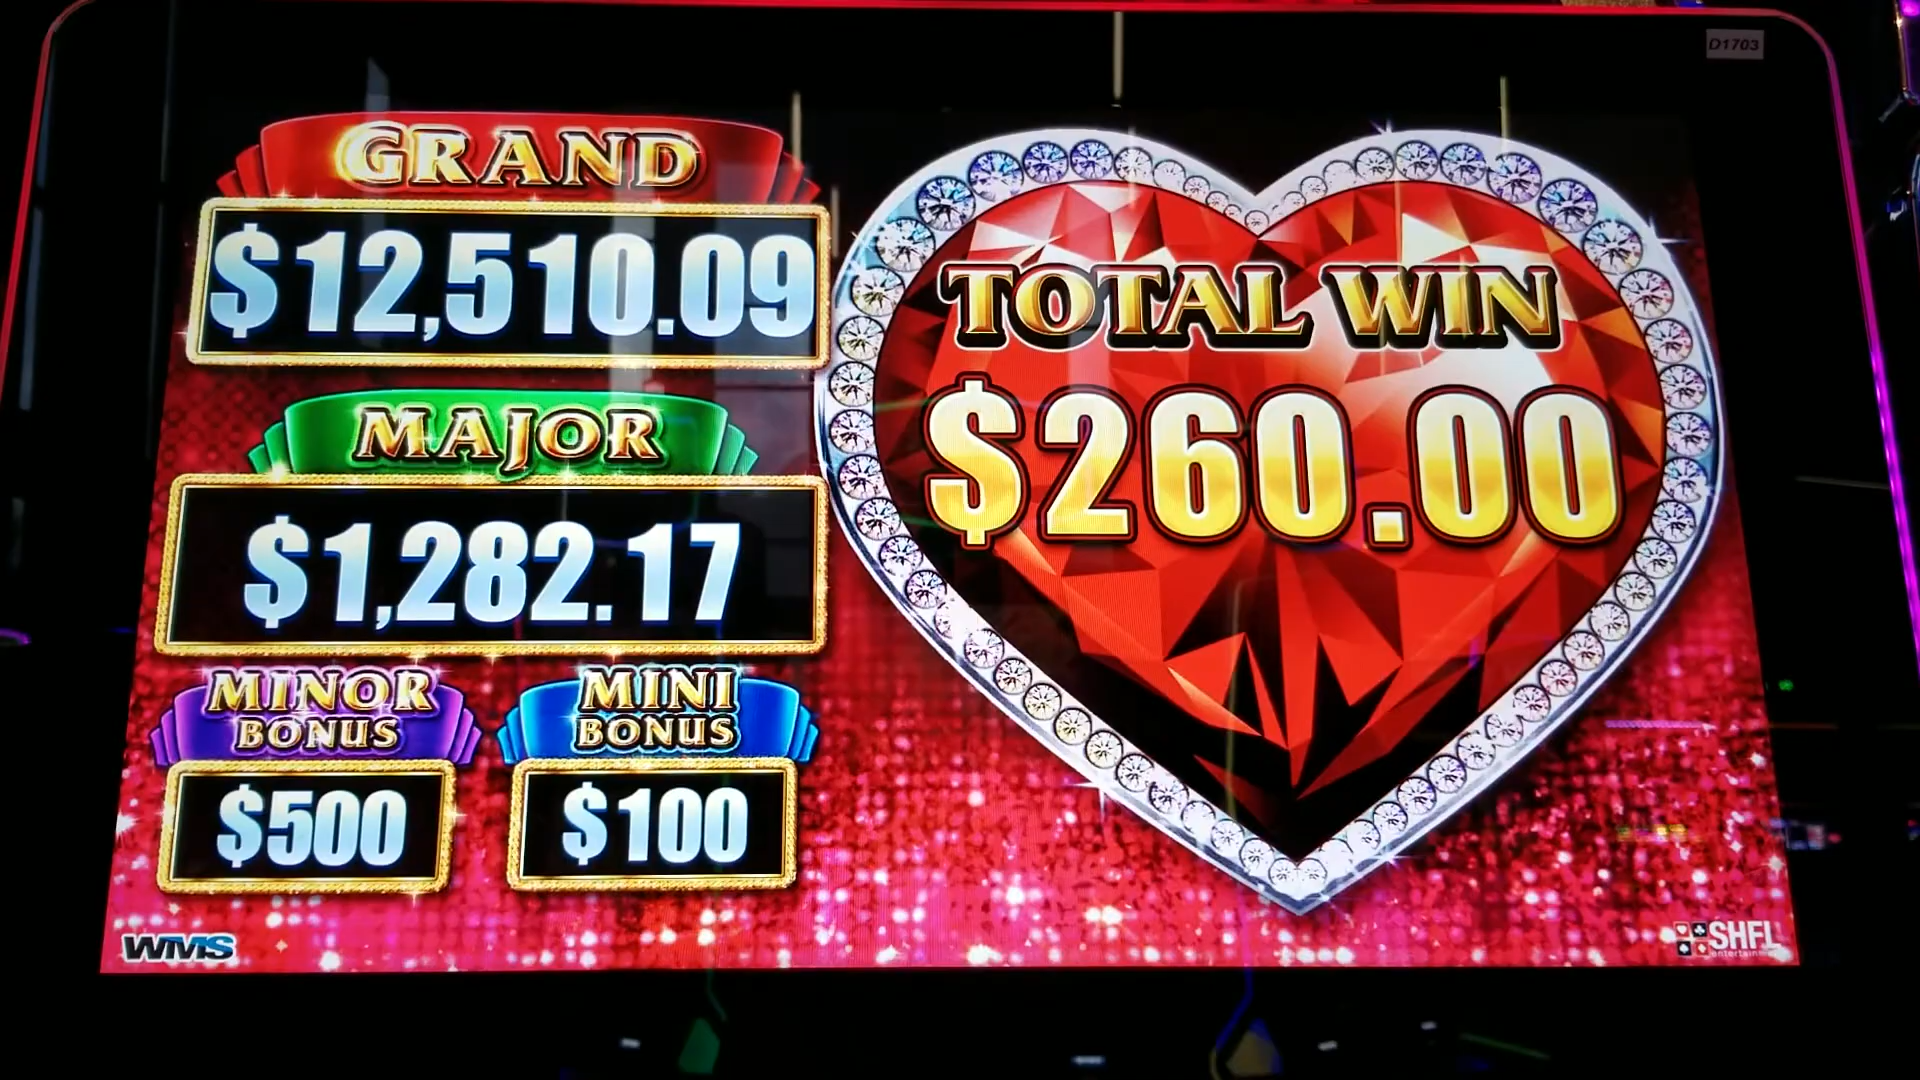 D1703
GRAND
$12,510.09
MAJOR
$1,282.17
MINOR
BONUS
$500
MINI
BONUS
$100
TOTAL WIN
$260.00
WMS
SHFL
entertainment